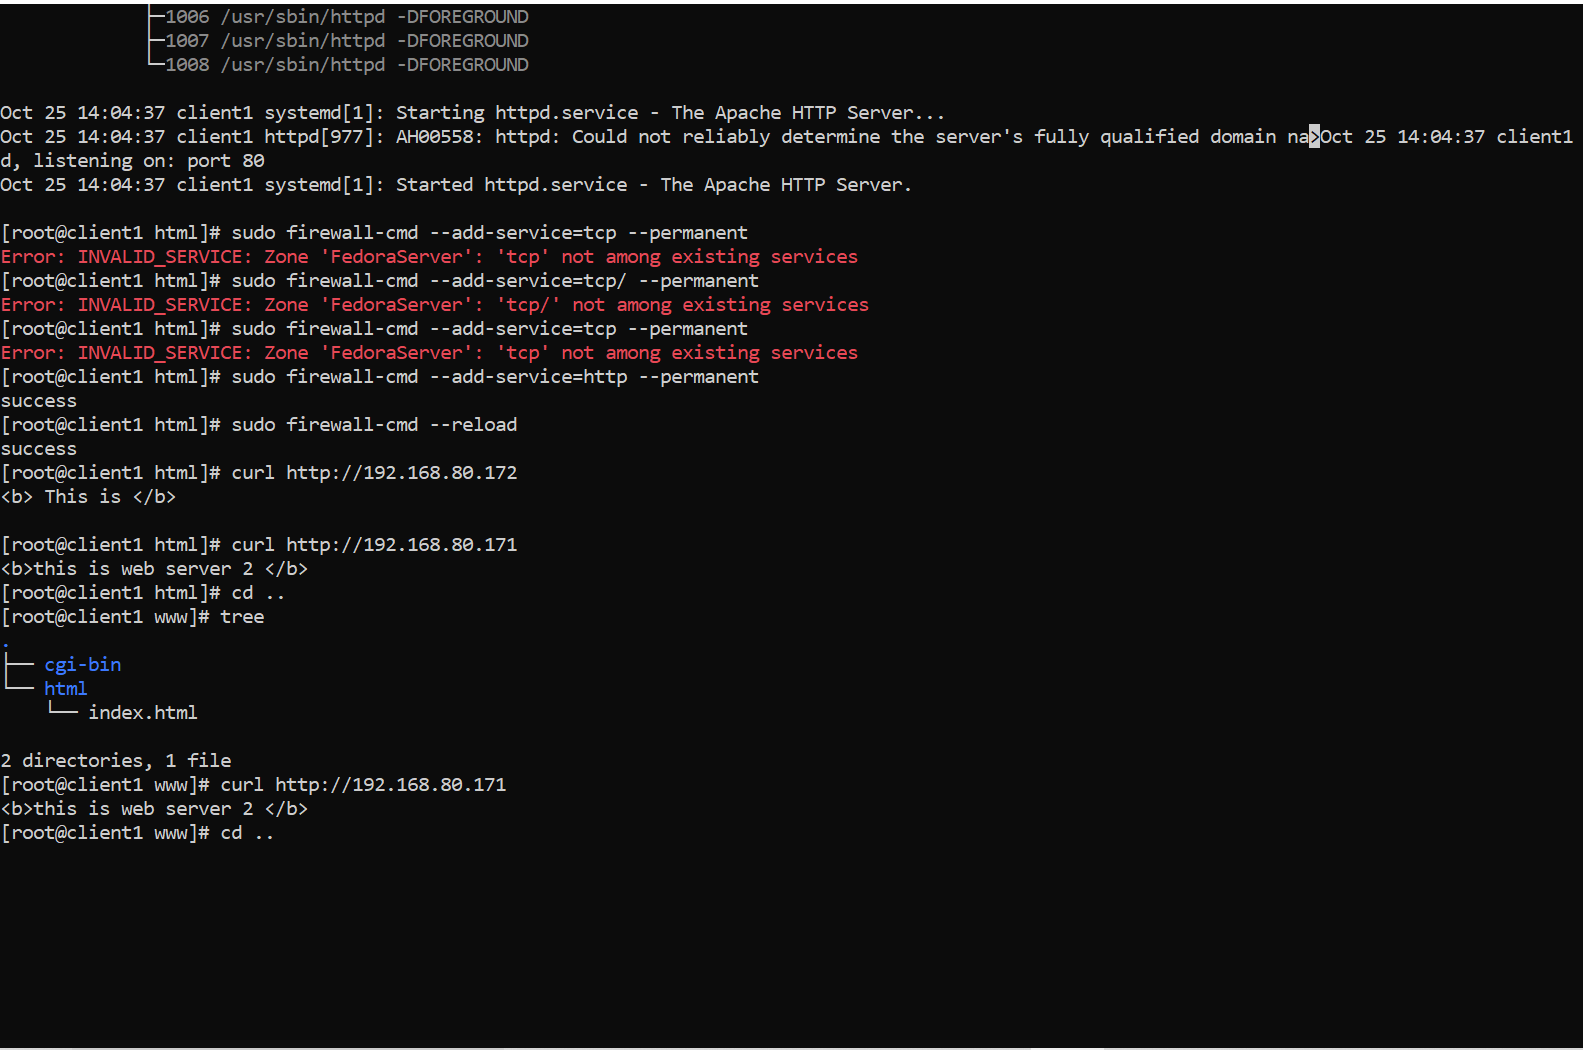 ├─1006 /usr/sbin/httpd -DFOREGROUND
├─1007 /usr/sbin/httpd -DFOREGROUND
└─1008 /usr/sbin/httpd -DFOREGROUND
Oct 25 14:04:37 client1 systemd[1]: Starting httpd.service - The Apache HTTP Server...
Oct 25 14:04:37 client1 httpd[977]: AH00558: httpd: Could not reliably determine the server's fully qualified domain na>Oct 25 14:04:37 client1
d, listening on: port 80
Oct 25 14:04:37 client1 systemd[1]: Started httpd.service - The Apache HTTP Server.
[root@client1 html]# sudo firewall-cmd --add-service=tcp --permanent
Error: INVALID_SERVICE: Zone 'FedoraServer': 'tcp' not among existing services
[root@client1 html]# sudo firewall-cmd --add-service=tcp/ --permanent
Error: INVALID_SERVICE: Zone 'FedoraServer': 'tcp/' not among existing services
[root@client1 html]# sudo firewall-cmd --add-service=tcp --permanent
Error: INVALID_SERVICE: Zone 'FedoraServer': 'tcp' not among existing services
[root@client1 html]# sudo firewall-cmd --add-service=http --permanent
success
[root@client1 html]# sudo firewall-cmd --reload
success
[root@client1 html]# curl http://192.168.80.172
<b> This is </b>
[root@client1 html]# curl http://192.168.80.171
<b>this is web server 2 </b>
[root@client1 html]# cd ..
[root@client1 www]# tree
.
├── cgi-bin
└── html
    └── index.html
2 directories, 1 file
[root@client1 www]# curl http://192.168.80.171
<b>this is web server 2 </b>
[root@client1 www]# cd ..